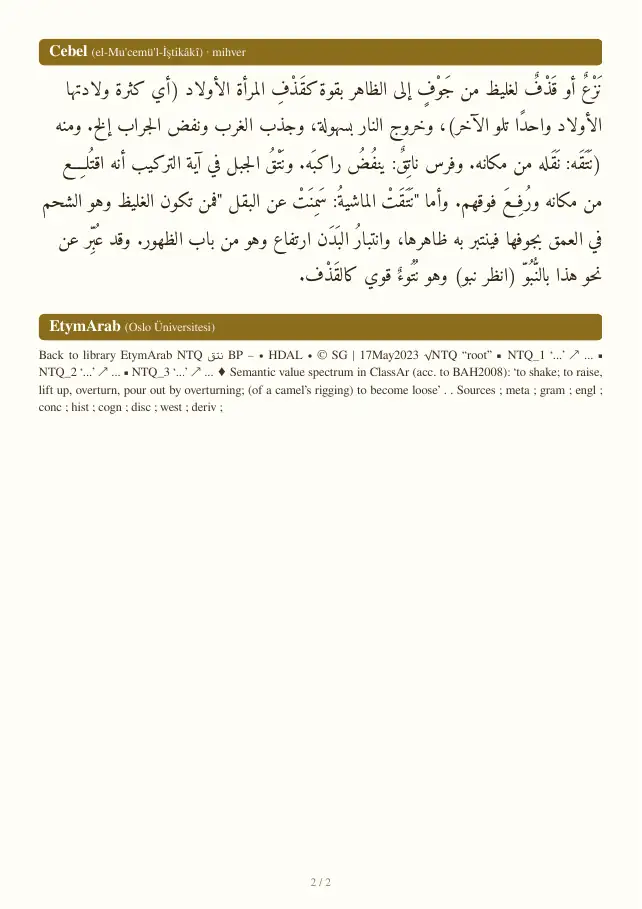 Cebel (el-Mu'cemü'l-İştikâkî) · mihver
نَزْعٌ أو قَذْفٌ لغليظ من جَوْفٍ إلى الظاهر بقوة كقَذْفِ المرأة الأولاد (أي كثرة ولادتها
الأولاد واحدًا تلو الآخر)، وخروج النار بسهولة، وجذب الغرب ونفض الجراب إلخ. ومنه
(نَتَقَه: نَقَله من مكانه. وفرس ناتِقٌ: ينفُضُ راكبَه. ونَتْقُ الجبل في آية التركيب أنه اقتُلِـــع
من مكانه ورُفِعَ فوقهم. وأما "نَتَقَتْ الماشيةُ: سَمِنَتْ عن البقل "فمن تكون الغليظ وهو الشحم
في العمق بجوفها فينتبر به ظاهرها، وانتبارُ البَدَن ارتفاع وهو من باب الظهور. وقد عُبِّر عن
نحو هذا بالنُّبُوّ (انظر نبو) وهو نُتُوءٌ قوي كالقَذْف.
EtymArab (Oslo Üniversitesi)
Back to library EtymArab NTQ نتق BP – • HDAL • © SG | 17May2023 √NTQ “root” ▪ NTQ_1 ‘...’ ↗ ... ▪
NTQ_2 ‘...’ ↗ ... ▪ NTQ_3 ‘...’ ↗ ... ♦ Semantic value spectrum in ClassAr (acc. to BAH2008): ‘to shake; to raise,
lift up, overturn, pour out by overturning; (of a camel’s rigging) to become loose’ . . Sources ; meta ; gram ; engl ;
conc ; hist ; cogn ; disc ; west ; deriv ;
2 / 2